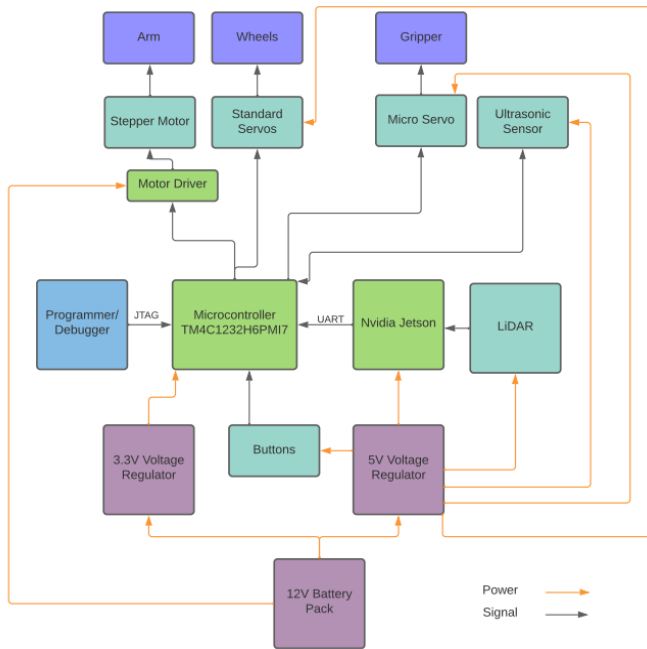 Arm
Wheels
Gripper
Stepper Motor
Standard
Servos
Micro Servo
Ultrasonic
Sensor
Motor Driver
Programmer/
Debugger
JTAG
Microcontroller
TM4C1232H6PMI7
UART
Nvidia Jetson
LiDAR
3.3V Voltage
Regulator
Buttons
5V Voltage
Regulator
12V Battery
Pack
Power
Signal